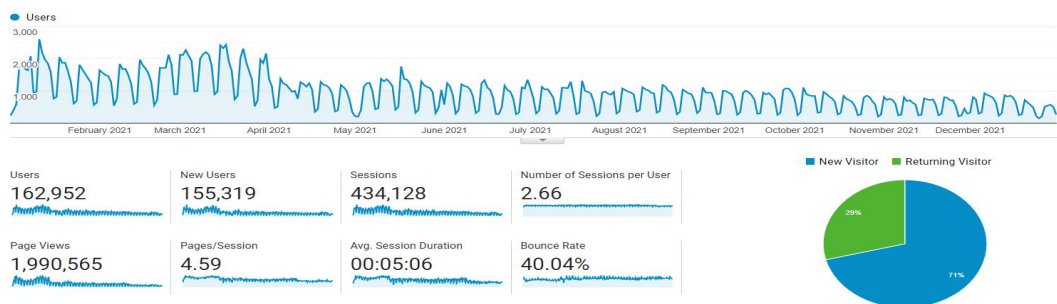 Users
3,000
2,000
1,000
February 2021 March 2021 April 2021 May 2021 June 2021 July 2021 August 2021 September 2021 October 2021 November 2021 December 2021
New Visitor Returning Visitor
Users New Users Sessions Number of Sessions per User
162,952 155,319 434,128 2.66
29%
Page Views Pages/Session Avg. Session Duration Bounce Rate
1,990,565 4.59 00:05:06 40.04%
71%